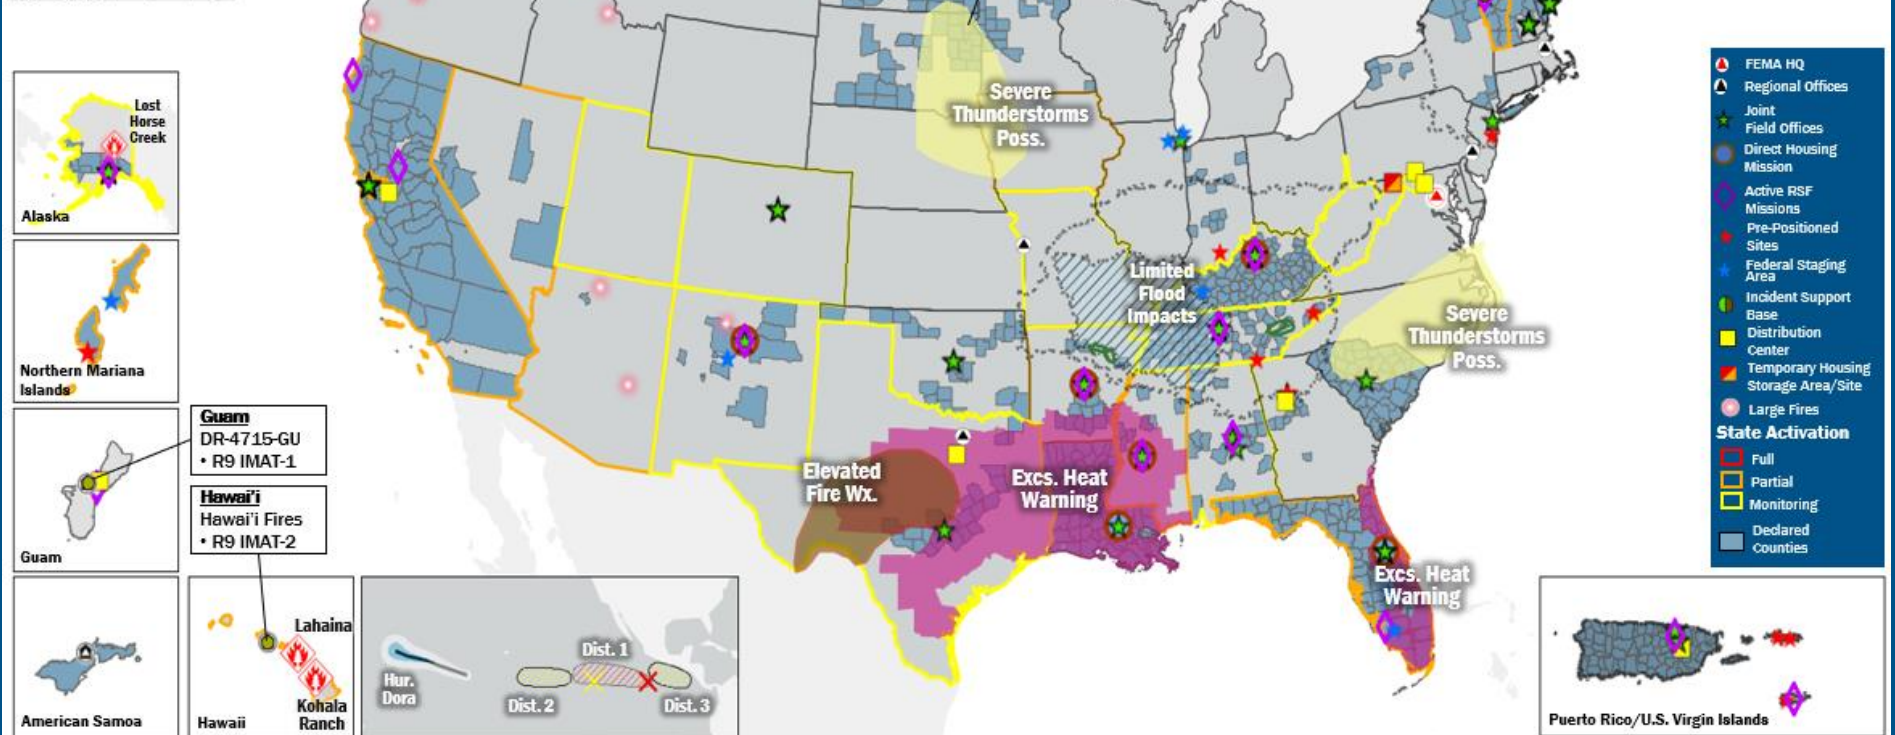 Lost
Horse
Creek
Alaska
Northern Mariana
Islands
Guam
American Samoa
Guam
DR-4715-GU
• R9 IMAT-1
Hawai'i
Hawai'i Fires
• R9 IMAT-2
Lahaina
Kohala
Ranch
Hawaii
Hur.
Dora
Dist. 1
Dist. 2
Dist. 3
Severe
Thunderstorms
Poss.
Limited
Flood
Impacts
Severe
Thunderstorms
Poss.
Elevated
Fire Wx.
Excs. Heat
Warning
Excs. Heat
Warning
FEMA HQ
Regional Offices
Joint
Field Offices
Direct Housing
Mission
Active RSF
Missions
Pre-Positioned
Sites
Federal Staging
Area
Incident Support
Base
Distribution
Center
Temporary Housing
Storage Area/Site
Large Fires
State Activation
Full
Partial
Monitoring
Declared
Counties
Puerto Rico/U.S. Virgin Islands